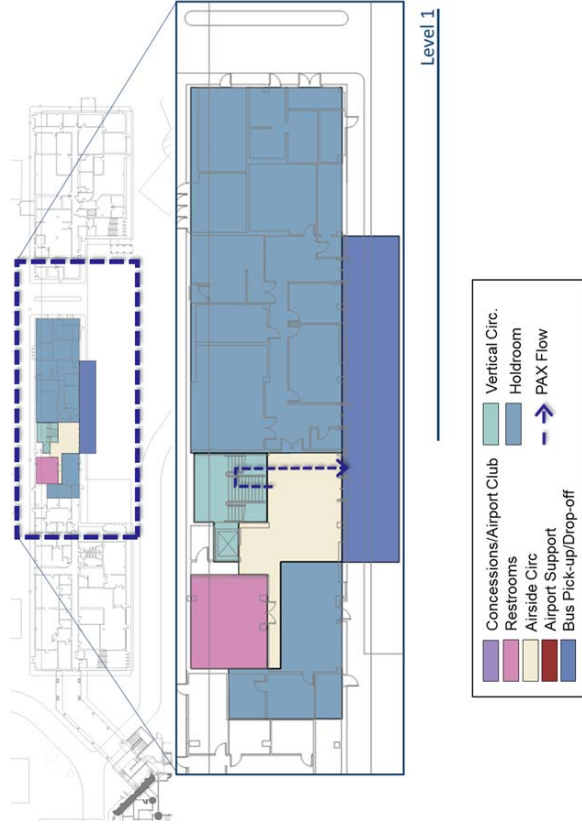 Level 1
Concessions/Airport Club
Restrooms
Airside Circ
Airport Support
Bus Pick-up/Drop-off
Vertical Circ.
Holdroom
PAX Flow